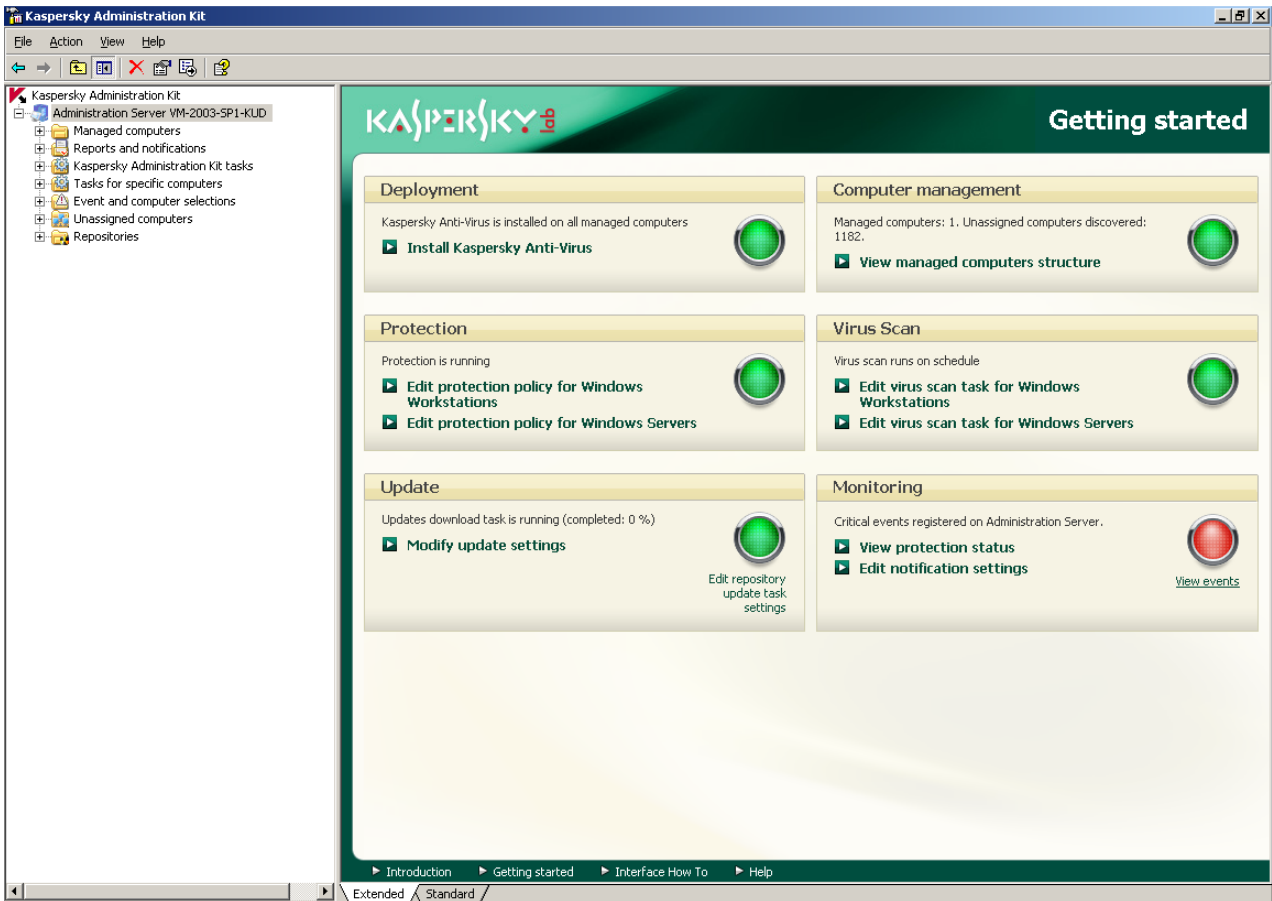 Kaspersky Administration Kit
File Action View Help
Kaspersky Administration Kit
Administration Server VM-2003-SP1-KUD
Managed computers
Reports and notifications
Kaspersky Administration Kit tasks
Tasks for specific computers
Event and computer selections
Unassigned computers
Repositories
KASPERSKY lab
Getting started
Deployment
Kaspersky Anti-Virus is installed on all managed computers
Install Kaspersky Anti-Virus
Computer management
Managed computers: 1. Unassigned computers discovered:
1182.
View managed computers structure
Protection
Protection is running
Edit protection policy for Windows
Workstations
Edit protection policy for Windows Servers
Virus Scan
Virus scan runs on schedule
Edit virus scan task for Windows
Workstations
Edit virus scan task for Windows Servers
Update
Updates download task is running (completed: 0 %)
Modify update settings
Edit repository
update task
settings
Monitoring
Critical events registered on Administration Server.
View protection status
Edit notification settings
View events
Introduction Getting started Interface How To Help
Extended Standard